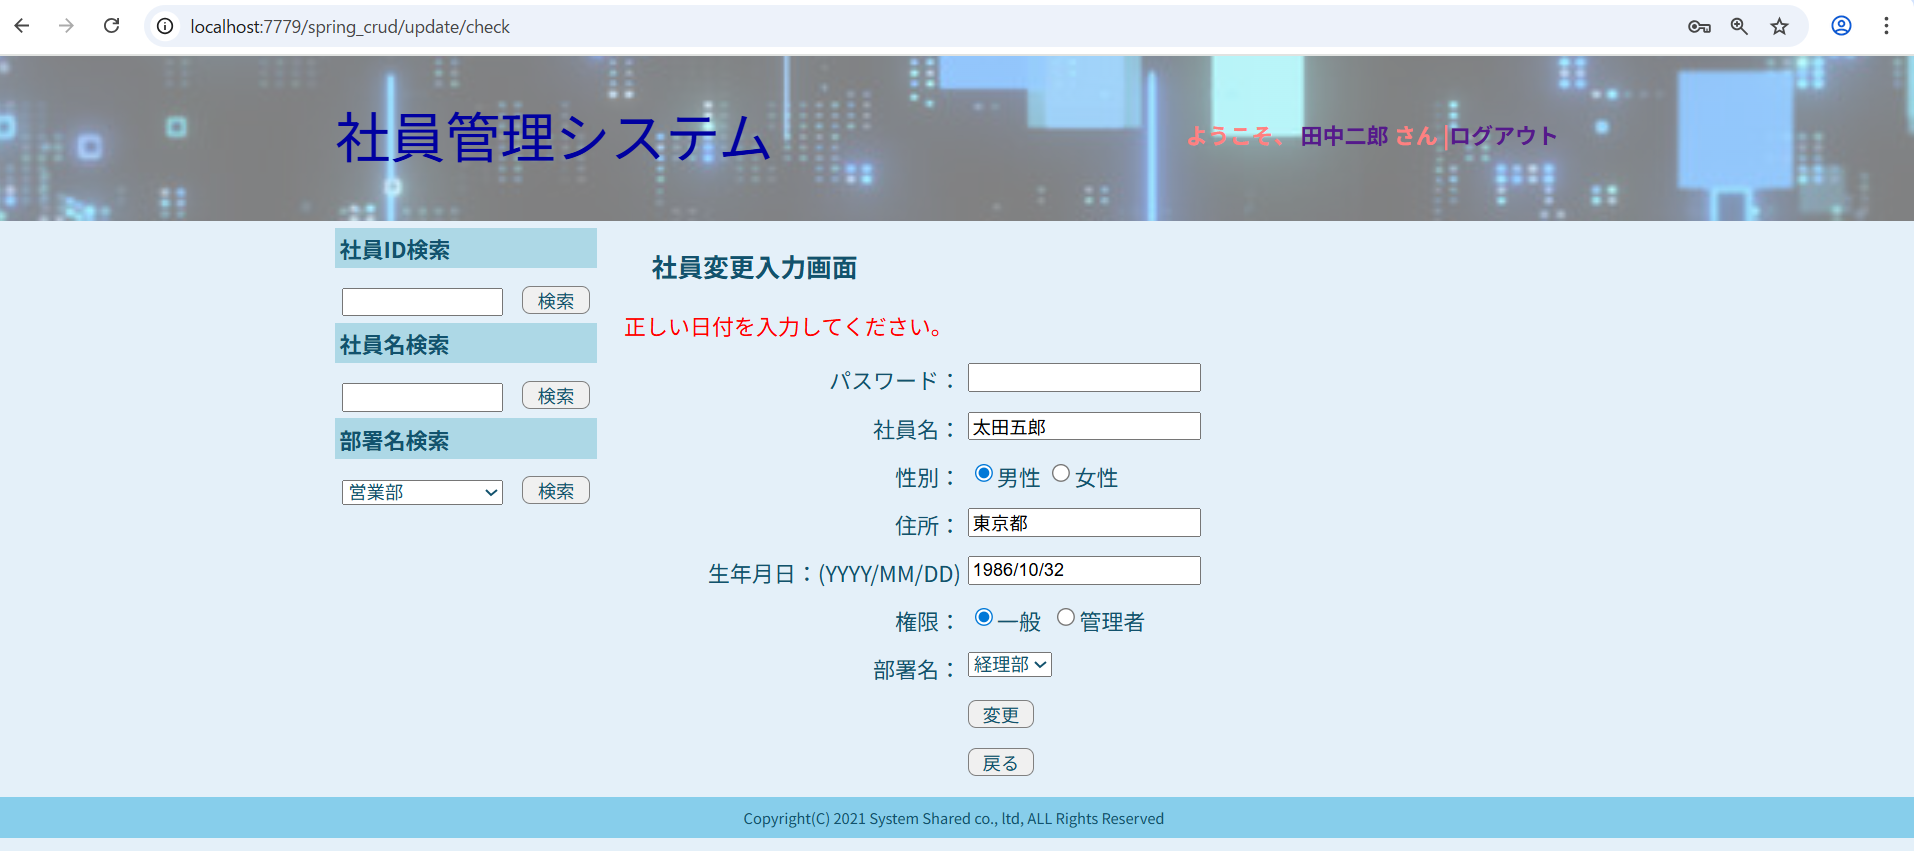 localhost:7779/spring_crud/update/check
社員管理システム
ようこそ、 田中二郎 さん |ログアウト
社員ID検索
検索
社員名検索
検索
部署名検索
営業部 検索
社員変更入力画面
正しい日付を入力してください。
パスワード：
社員名： 太田五郎
性別： 男性 女性
住所： 東京都
生年月日：(YYYY/MM/DD) 1986/10/32
権限： 一般 管理者
部署名： 経理部
変更
戻る
Copyright(C) 2021 System Shared co., ltd, ALL Rights Reserved